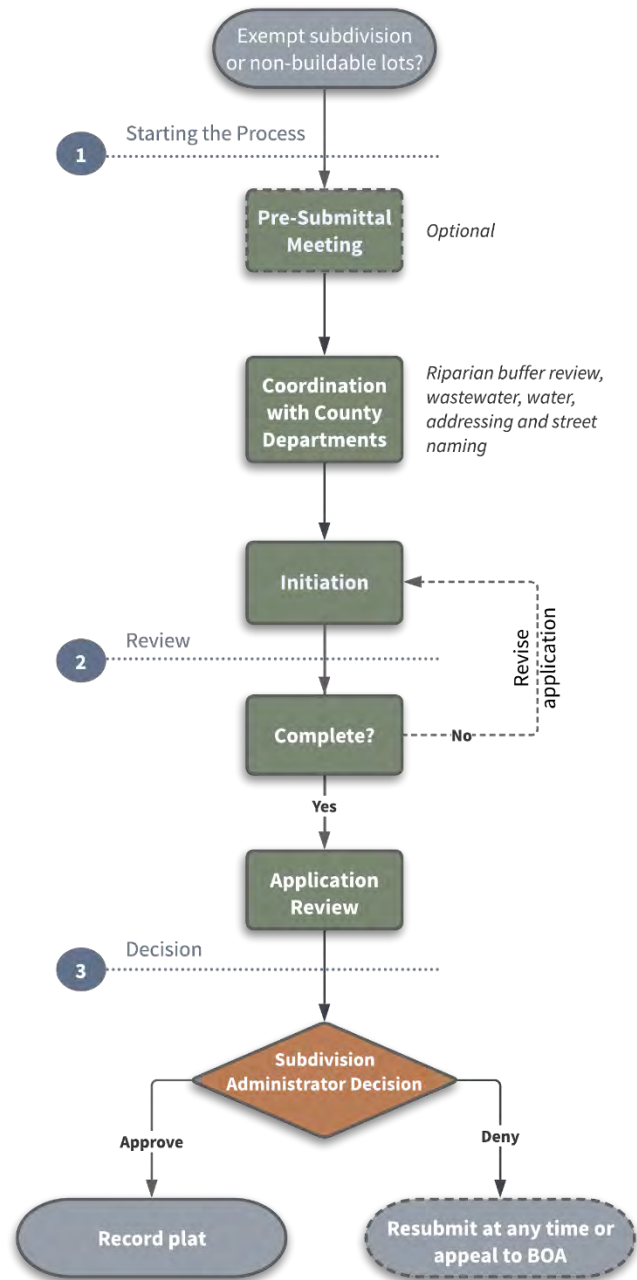 Exempt subdivision
or non-buildable lots?
Starting the Process
1
Pre-Submittal
Meeting
Optional
Coordination
with County
Departments
Riparian buffer review,
wastewater, water,
addressing and street
naming
Initiation
Revise
application
Review
2
Complete?
No
Yes
Application
Review
Decision
3
Subdivision
Administrator Decision
Approve
Deny
Record plat
Resubmit at any time or
appeal to BOA